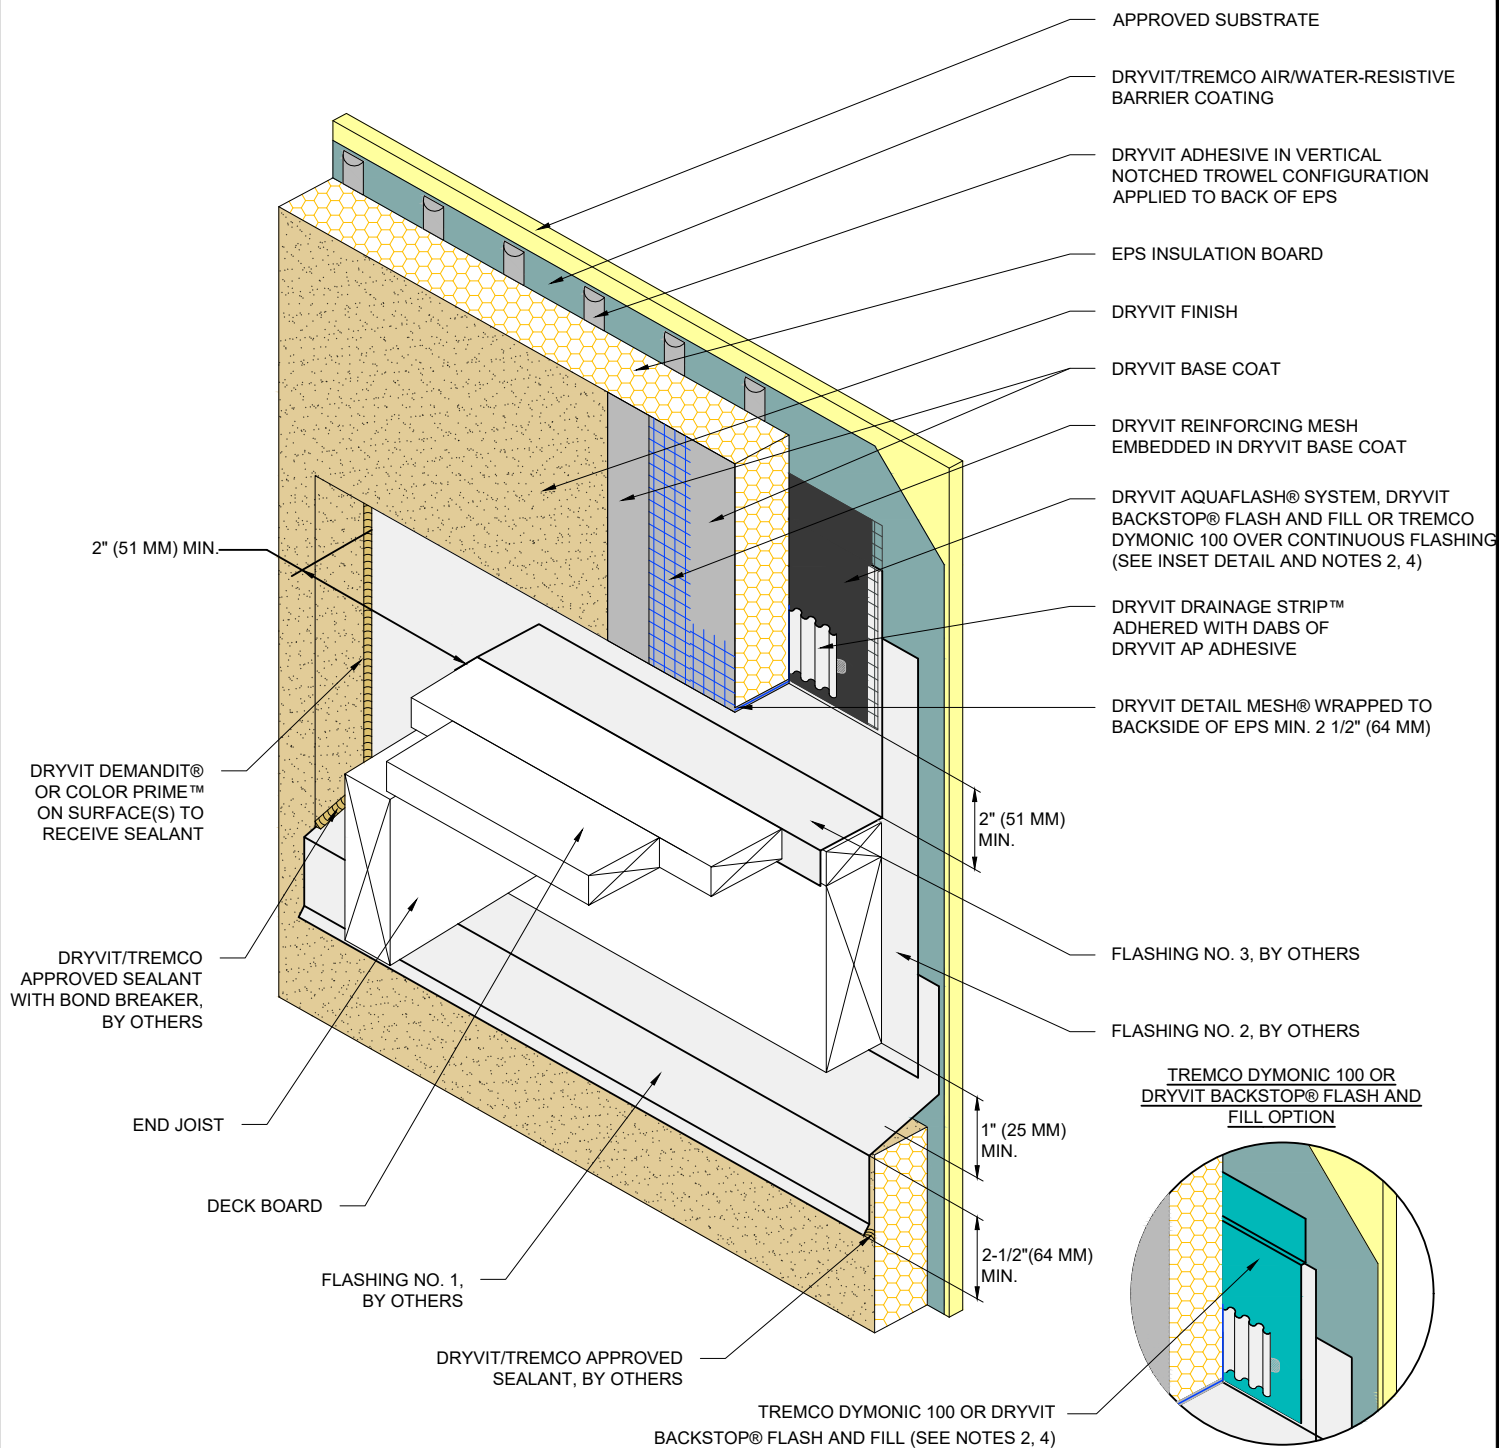 APPROVED SUBSTRATE
DRYVIT/TREMCO AIR/WATER-RESISTIVE
BARRIER COATING
DRYVIT ADHESIVE IN VERTICAL
NOTCHED TROWEL CONFIGURATION
APPLIED TO BACK OF EPS
EPS INSULATION BOARD
DRYVIT FINISH
DRYVIT BASE COAT
DRYVIT REINFORCING MESH
EMBEDDED IN DRYVIT BASE COAT
DRYVIT AQUAFLASH® SYSTEM, DRYVIT
BACKSTOP® FLASH AND FILL OR TREMCO
DYMONIC 100 OVER CONTINUOUS FLASHING
(SEE INSET DETAIL AND NOTES 2, 4)
DRYVIT DRAINAGE STRIP™
ADHERED WITH DABS OF
DRYVIT AP ADHESIVE
DRYVIT DETAIL MESH® WRAPPED TO
BACKSIDE OF EPS MIN. 2 1/2" (64 MM)
2" (51 MM)
MIN.
FLASHING NO. 3, BY OTHERS
FLASHING NO. 2, BY OTHERS
TREMCO DYMONIC 100 OR
DRYVIT BACKSTOP® FLASH AND
FILL OPTION
1" (25 MM)
MIN.
2-1/2"(64 MM)
MIN.
2" (51 MM) MIN.
DRYVIT DEMANDIT®
OR COLOR PRIME™
ON SURFACE(S) TO
RECEIVE SEALANT
DRYVIT/TREMCO
APPROVED SEALANT
WITH BOND BREAKER,
BY OTHERS
END JOIST
DECK BOARD
FLASHING NO. 1,
BY OTHERS
DRYVIT/TREMCO APPROVED
SEALANT, BY OTHERS
TREMCO DYMONIC 100 OR DRYVIT
BACKSTOP® FLASH AND FILL (SEE NOTES 2, 4)